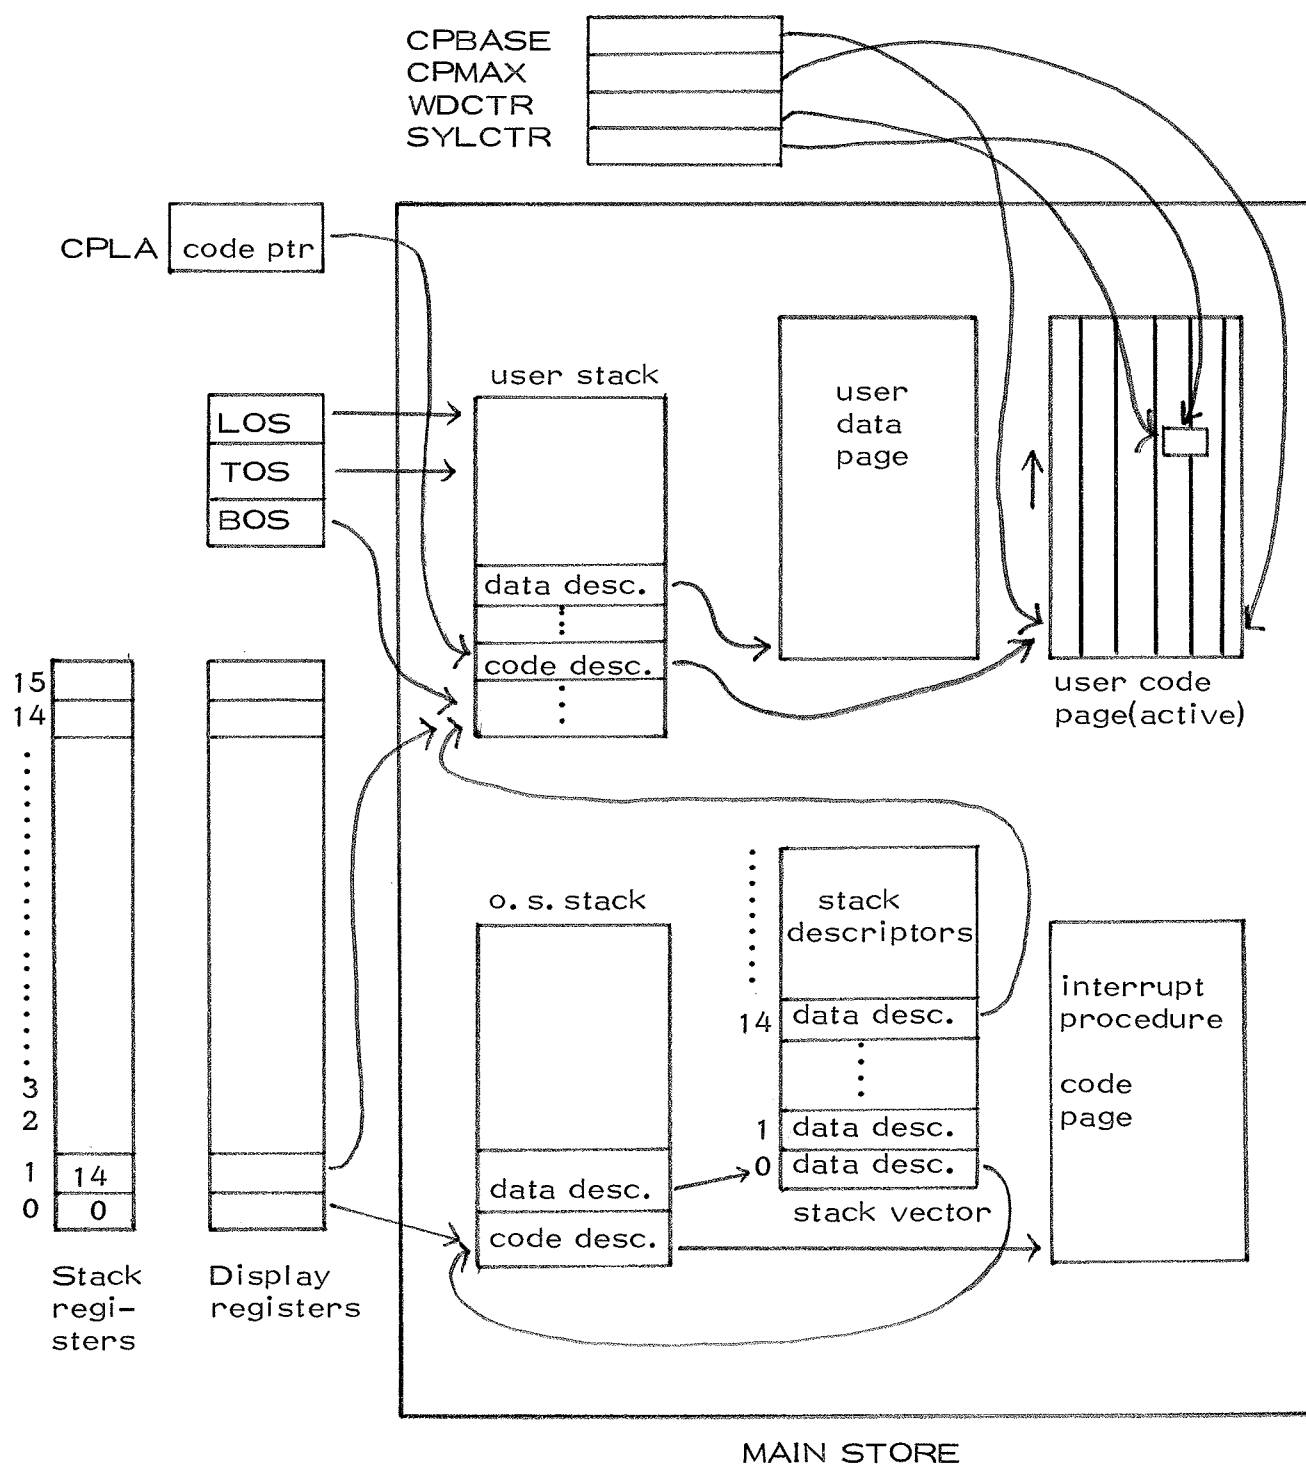 CPBASE
CPMAX
WDCTR
SYLCTR
CPLA
code ptr
LOS
TOS
BOS
user stack
data desc.
code desc.
user
data
page
user code
page(active)
15
14
3
2
1
14
0
0
Stack
regi-
sters
Display
registers
o. s. stack
data desc.
code desc.
stack
descriptors
14
data desc.
1
data desc.
0
data desc.
stack vector
interrupt
procedure
code
page
MAIN STORE